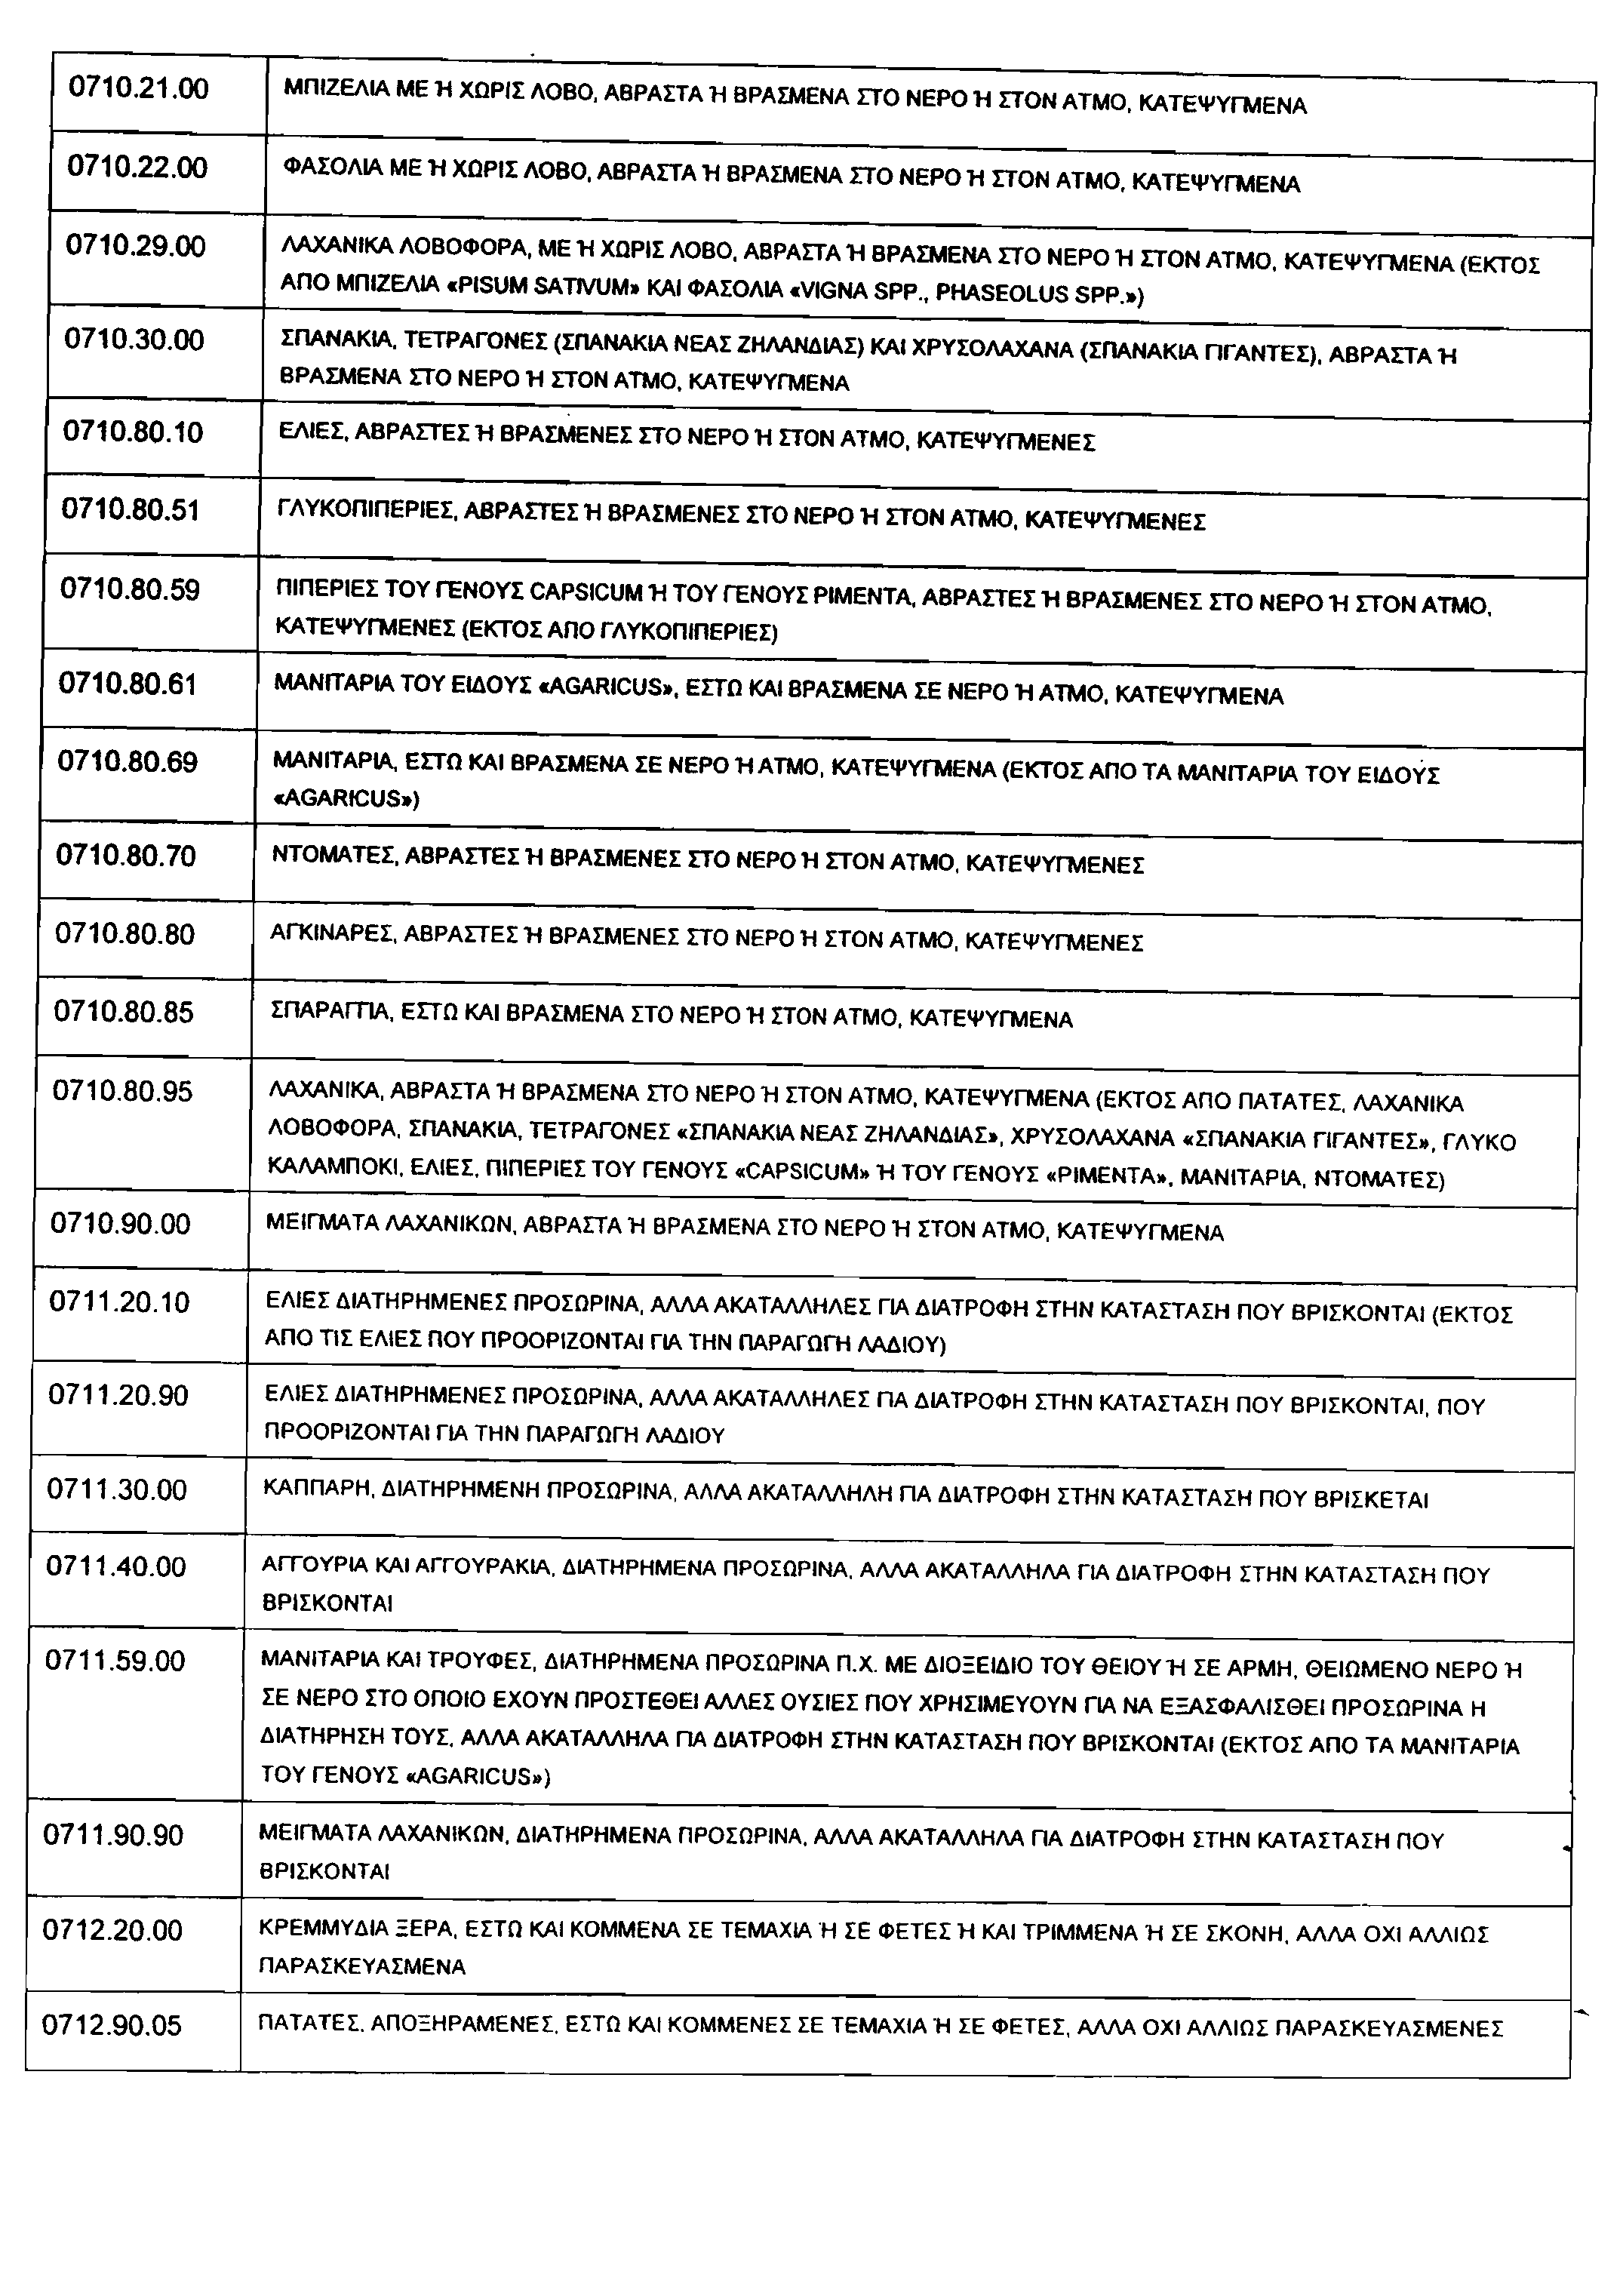 0710.21.00 ΜΠΙΖΕΛΙΑ ΜΕ Ή ΧΩΡΙΣ ΛΟΒΟ, ΑΒΡΑΣΤΑ Ή ΒΡΑΣΜΕΝΑ ΣΤΟ ΝΕΡΟ Ή ΣΤΟΝ ΑΤΜΟ, ΚΑΤΕΨΥΓΜΕΝΑ
0710.22.00 ΦΑΣΟΛΙΑ ΜΕ Ή ΧΩΡΙΣ ΛΟΒΟ, ΑΒΡΑΣΤΑ Ή ΒΡΑΣΜΕΝΑ ΣΤΟ ΝΕΡΟ Ή ΣΤΟΝ ΑΤΜΟ, ΚΑΤΕΨΥΓΜΕΝΑ
0710.29.00 ΛΑΧΑΝΙΚΑ ΛΟΒΟΦΟΡΑ, ΜΕ Ή ΧΩΡΙΣ ΛΟΒΟ, ΑΒΡΑΣΤΑ Ή ΒΡΑΣΜΕΝΑ ΣΤΟ ΝΕΡΟ Ή ΣΤΟΝ ΑΤΜΟ, ΚΑΤΕΨΥΓΜΕΝΑ (ΕΚΤΟΣ
ΑΠΟ ΜΠΙΖΕΛΙΑ «PISUM SATIVUM» ΚΑΙ ΦΑΣΟΛΙΑ «VIGNA SPP., PHASEOLUS SPP.»)
0710.30.00 ΣΠΑΝΑΚΙΑ, ΤΕΤΡΑΓΟΝΕΣ (ΣΠΑΝΑΚΙΑ ΝΕΑΣ ΖΗΛΑΝΔΙΑΣ) ΚΑΙ ΧΡΥΣΟΛΑΧΑΝΑ (ΣΠΑΝΑΚΙΑ ΓΙΓΑΝΤΕΣ), ΑΒΡΑΣΤΑ Ή
ΒΡΑΣΜΕΝΑ ΣΤΟ ΝΕΡΟ Ή ΣΤΟΝ ΑΤΜΟ, ΚΑΤΕΨΥΓΜΕΝΑ
0710.80.10 ΕΛΙΕΣ, ΑΒΡΑΣΤΕΣ Ή ΒΡΑΣΜΕΝΕΣ ΣΤΟ ΝΕΡΟ Ή ΣΤΟΝ ΑΤΜΟ, ΚΑΤΕΨΥΓΜΕΝΕΣ
0710.80.51 ΓΛΥΚΟΠΙΠΕΡΙΕΣ, ΑΒΡΑΣΤΕΣ Ή ΒΡΑΣΜΕΝΕΣ ΣΤΟ ΝΕΡΟ Ή ΣΤΟΝ ΑΤΜΟ, ΚΑΤΕΨΥΓΜΕΝΕΣ
0710.80.59 ΠΙΠΕΡΙΕΣ ΤΟΥ ΓΕΝΟΥΣ CAPSICUM Ή ΤΟΥ ΓΕΝΟΥΣ PIMENTA, ΑΒΡΑΣΤΕΣ Ή ΒΡΑΣΜΕΝΕΣ ΣΤΟ ΝΕΡΟ Ή ΣΤΟΝ ΑΤΜΟ,
ΚΑΤΕΨΥΓΜΕΝΕΣ (ΕΚΤΟΣ ΑΠΟ ΓΛΥΚΟΠΙΠΕΡΙΕΣ)
0710.80.61 ΜΑΝΙΤΑΡΙΑ ΤΟΥ ΕΙΔΟΥΣ «AGARICUS», ΕΣΤΩ ΚΑΙ ΒΡΑΣΜΕΝΑ ΣΕ ΝΕΡΟ Ή ΑΤΜΟ, ΚΑΤΕΨΥΓΜΕΝΑ
0710.80.69 ΜΑΝΙΤΑΡΙΑ, ΕΣΤΩ ΚΑΙ ΒΡΑΣΜΕΝΑ ΣΕ ΝΕΡΟ Ή ΑΤΜΟ, ΚΑΤΕΨΥΓΜΕΝΑ (ΕΚΤΟΣ ΑΠΟ ΤΑ ΜΑΝΙΤΑΡΙΑ ΤΟΥ ΕΙΔΟΥΣ
«AGARICUS»)
0710.80.70 ΝΤΟΜΑΤΕΣ, ΑΒΡΑΣΤΕΣ Ή ΒΡΑΣΜΕΝΕΣ ΣΤΟ ΝΕΡΟ Ή ΣΤΟΝ ΑΤΜΟ, ΚΑΤΕΨΥΓΜΕΝΕΣ
0710.80.80 ΑΓΚΙΝΑΡΕΣ, ΑΒΡΑΣΤΕΣ Ή ΒΡΑΣΜΕΝΕΣ ΣΤΟ ΝΕΡΟ Ή ΣΤΟΝ ΑΤΜΟ, ΚΑΤΕΨΥΓΜΕΝΕΣ
0710.80.85 ΣΠΑΡΑΓΓΙΑ, ΕΣΤΩ ΚΑΙ ΒΡΑΣΜΕΝΑ ΣΤΟ ΝΕΡΟ Ή ΣΤΟΝ ΑΤΜΟ, ΚΑΤΕΨΥΓΜΕΝΑ
0710.80.95 ΛΑΧΑΝΙΚΑ, ΑΒΡΑΣΤΑ Ή ΒΡΑΣΜΕΝΑ ΣΤΟ ΝΕΡΟ Ή ΣΤΟΝ ΑΤΜΟ, ΚΑΤΕΨΥΓΜΕΝΑ (ΕΚΤΟΣ ΑΠΟ ΠΑΤΑΤΕΣ, ΛΑΧΑΝΙΚΑ
ΛΟΒΟΦΟΡΑ, ΣΠΑΝΑΚΙΑ, ΤΕΤΡΑΓΟΝΕΣ «ΣΠΑΝΑΚΙΑ ΝΕΑΣ ΖΗΛΑΝΔΙΑΣ», ΧΡΥΣΟΛΑΧΑΝΑ «ΣΠΑΝΑΚΙΑ ΓΙΓΑΝΤΕΣ», ΓΛΥΚΟ
ΚΑΛΑΜΠΟΚΙ, ΕΛΙΕΣ, ΠΙΠΕΡΙΕΣ ΤΟΥ ΓΕΝΟΥΣ «CAPSICUM» Ή ΤΟΥ ΓΕΝΟΥΣ «PIMENTA», ΜΑΝΙΤΑΡΙΑ, ΝΤΟΜΑΤΕΣ)
0710.90.00 ΜΕΙΓΜΑΤΑ ΛΑΧΑΝΙΚΩΝ, ΑΒΡΑΣΤΑ Ή ΒΡΑΣΜΕΝΑ ΣΤΟ ΝΕΡΟ Ή ΣΤΟΝ ΑΤΜΟ, ΚΑΤΕΨΥΓΜΕΝΑ
0711.20.10 ΕΛΙΕΣ ΔΙΑΤΗΡΗΜΕΝΕΣ ΠΡΟΣΩΡΙΝΑ, ΑΛΛΑ ΑΚΑΤΑΛΛΗΛΕΣ ΓΙΑ ΔΙΑΤΡΟΦΗ ΣΤΗΝ ΚΑΤΑΣΤΑΣΗ ΠΟΥ ΒΡΙΣΚΟΝΤΑΙ (ΕΚΤΟΣ
ΑΠΟ ΤΙΣ ΕΛΙΕΣ ΠΟΥ ΠΡΟΟΡΙΖΟΝΤΑΙ ΓΙΑ ΤΗΝ ΠΑΡΑΓΩΓΗ ΛΑΔΙΟΥ)
0711.20.90 ΕΛΙΕΣ ΔΙΑΤΗΡΗΜΕΝΕΣ ΠΡΟΣΩΡΙΝΑ, ΑΛΛΑ ΑΚΑΤΑΛΛΗΛΕΣ ΓΙΑ ΔΙΑΤΡΟΦΗ ΣΤΗΝ ΚΑΤΑΣΤΑΣΗ ΠΟΥ ΒΡΙΣΚΟΝΤΑΙ, ΠΟΥ
ΠΡΟΟΡΙΖΟΝΤΑΙ ΓΙΑ ΤΗΝ ΠΑΡΑΓΩΓΗ ΛΑΔΙΟΥ
0711.30.00 ΚΑΠΠΑΡΗ, ΔΙΑΤΗΡΗΜΕΝΗ ΠΡΟΣΩΡΙΝΑ, ΑΛΛΑ ΑΚΑΤΑΛΛΗΛΗ ΓΙΑ ΔΙΑΤΡΟΦΗ ΣΤΗΝ ΚΑΤΑΣΤΑΣΗ ΠΟΥ ΒΡΙΣΚΕΤΑΙ
0711.40.00 ΑΓΓΟΥΡΙΑ ΚΑΙ ΑΓΓΟΥΡΑΚΙΑ, ΔΙΑΤΗΡΗΜΕΝΑ ΠΡΟΣΩΡΙΝΑ, ΑΛΛΑ ΑΚΑΤΑΛΛΗΛΑ ΓΙΑ ΔΙΑΤΡΟΦΗ ΣΤΗΝ ΚΑΤΑΣΤΑΣΗ ΠΟΥ
ΒΡΙΣΚΟΝΤΑΙ
0711.59.00 ΜΑΝΙΤΑΡΙΑ ΚΑΙ ΤΡΟΥΦΕΣ, ΔΙΑΤΗΡΗΜΕΝΑ ΠΡΟΣΩΡΙΝΑ Π.Χ. ΜΕ ΔΙΟΞΕΙΔΙΟ ΤΟΥ ΘΕΙΟΥ Ή ΣΕ ΑΡΜΗ, ΘΕΙΩΜΕΝΟ ΝΕΡΟ Ή
ΣΕ ΝΕΡΟ ΣΤΟ ΟΠΟΙΟ ΕΧΟΥΝ ΠΡΟΣΤΕΘΕΙ ΑΛΛΕΣ ΟΥΣΙΕΣ ΠΟΥ ΧΡΗΣΙΜΕΥΟΥΝ ΓΙΑ ΝΑ ΕΞΑΣΦΑΛΙΣΘΕΙ ΠΡΟΣΩΡΙΝΑ Η
ΔΙΑΤΗΡΗΣΗ ΤΟΥΣ, ΑΛΛΑ ΑΚΑΤΑΛΛΗΛΑ ΓΙΑ ΔΙΑΤΡΟΦΗ ΣΤΗΝ ΚΑΤΑΣΤΑΣΗ ΠΟΥ ΒΡΙΣΚΟΝΤΑΙ (ΕΚΤΟΣ ΑΠΟ ΤΑ ΜΑΝΙΤΑΡΙΑ
ΤΟΥ ΓΕΝΟΥΣ «AGARICUS»)
0711.90.90 ΜΕΙΓΜΑΤΑ ΛΑΧΑΝΙΚΩΝ, ΔΙΑΤΗΡΗΜΕΝΑ ΠΡΟΣΩΡΙΝΑ, ΑΛΛΑ ΑΚΑΤΑΛΛΗΛΑ ΓΙΑ ΔΙΑΤΡΟΦΗ ΣΤΗΝ ΚΑΤΑΣΤΑΣΗ ΠΟΥ
ΒΡΙΣΚΟΝΤΑΙ
0712.20.00 ΚΡΕΜΜΥΔΙΑ ΞΕΡΑ, ΕΣΤΩ ΚΑΙ ΚΟΜΜΕΝΑ ΣΕ ΤΕΜΑΧΙΑ Ή ΣΕ ΦΕΤΕΣ Ή ΚΑΙ ΤΡΙΜΜΕΝΑ Ή ΣΕ ΣΚΟΝΗ, ΑΛΛΑ ΟΧΙ ΑΛΛΙΩΣ
ΠΑΡΑΣΚΕΥΑΣΜΕΝΑ
0712.90.05 ΠΑΤΑΤΕΣ, ΑΠΟΞΗΡΑΜΕΝΕΣ, ΕΣΤΩ ΚΑΙ ΚΟΜΜΕΝΕΣ ΣΕ ΤΕΜΑΧΙΑ Ή ΣΕ ΦΕΤΕΣ, ΑΛΛΑ ΟΧΙ ΑΛΛΙΩΣ ΠΑΡΑΣΚΕΥΑΣΜΕΝΕΣ